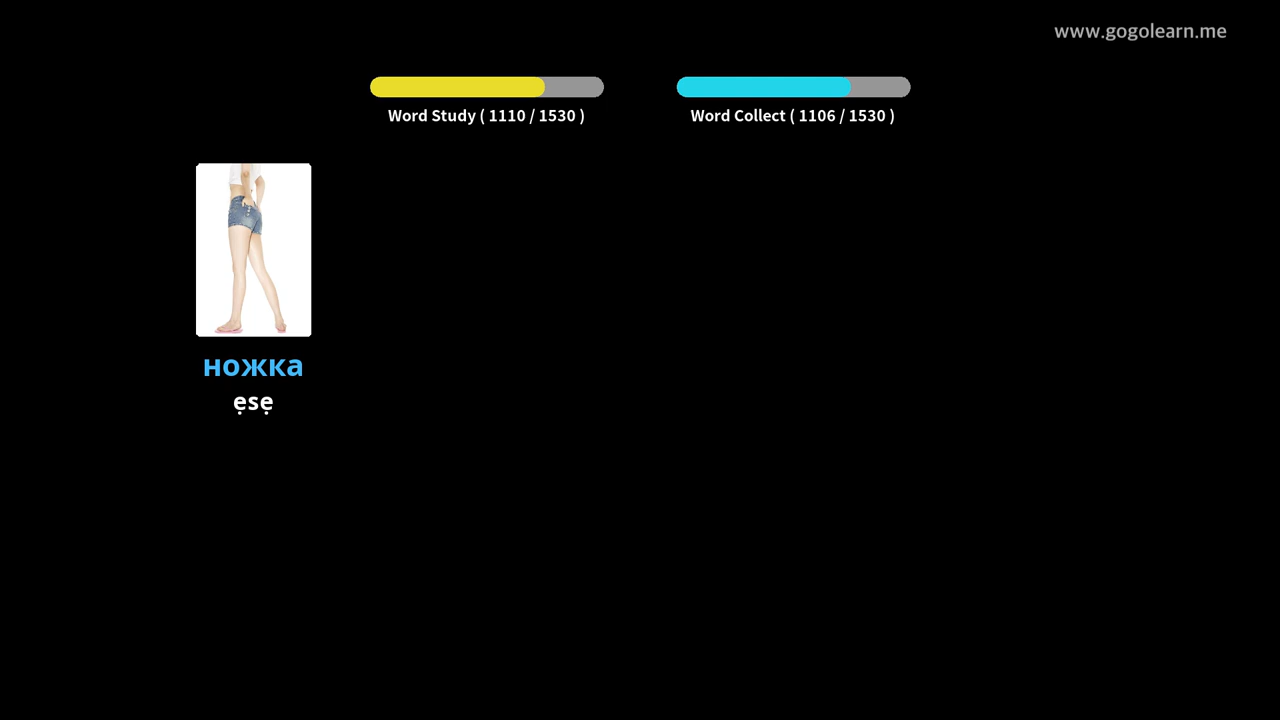 www.gogolearn.me
Word Study ( 1110 / 1530 )
Word Collect ( 1106 / 1530 )
ножка
ẹsẹ